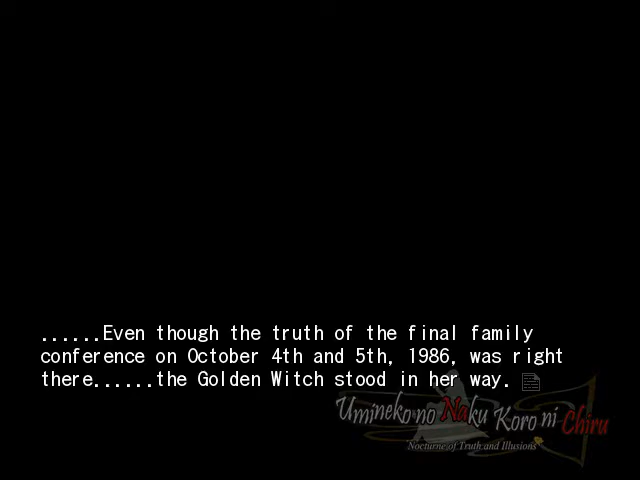 ......Even though the truth of the final family
conference on October 4th and 5th, 1986, was right
there......the Golden Witch stood in her way.
Umineko no Naku Koro ni Chiru
Nocturne of Truth and Illusions